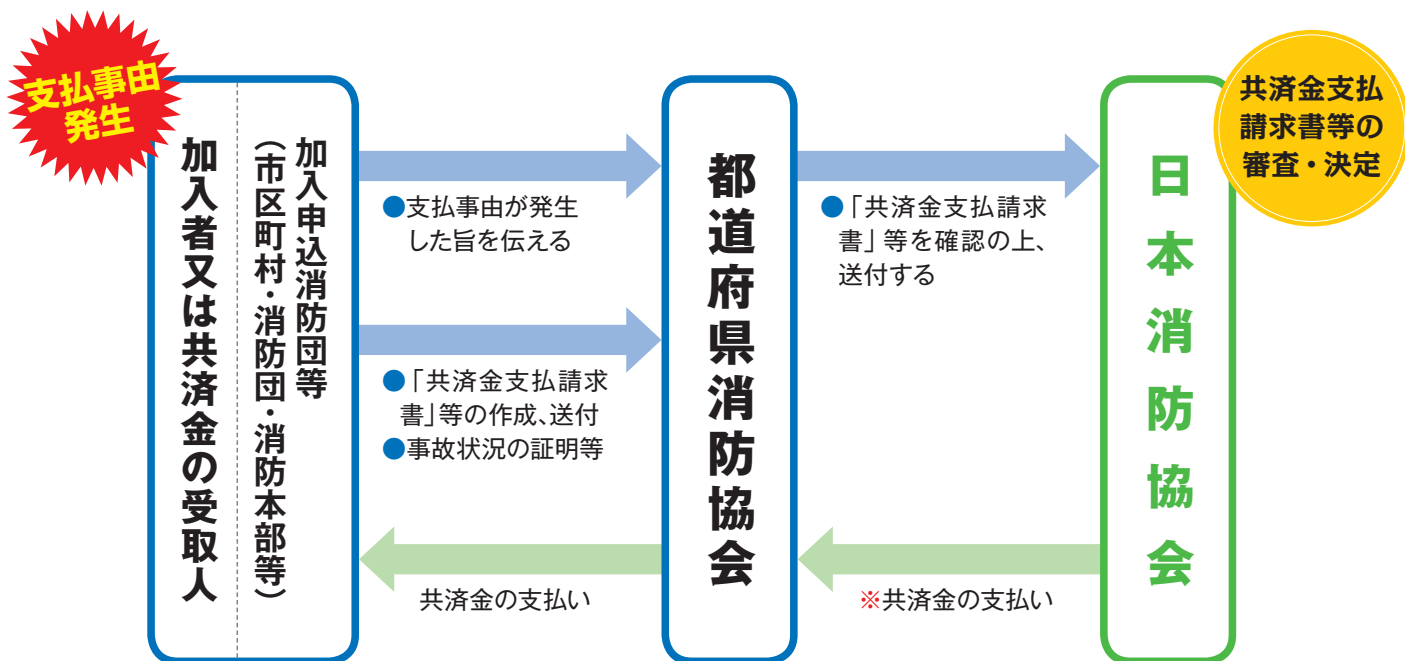 支払事由
発生
加入者又は共済金の受取人
加入申込消防団等
（市区町村・消防団・消防本部等）
●支払事由が発生
した旨を伝える
●「共済金支払請求
書」等の作成、送付
●事故状況の証明等
共済金の支払い
都道府県消防協会
●「共済金支払請求
書」等を確認の上、
送付する
※共済金の支払い
日本消防協会
共済金支払
請求書等の
審査・決定